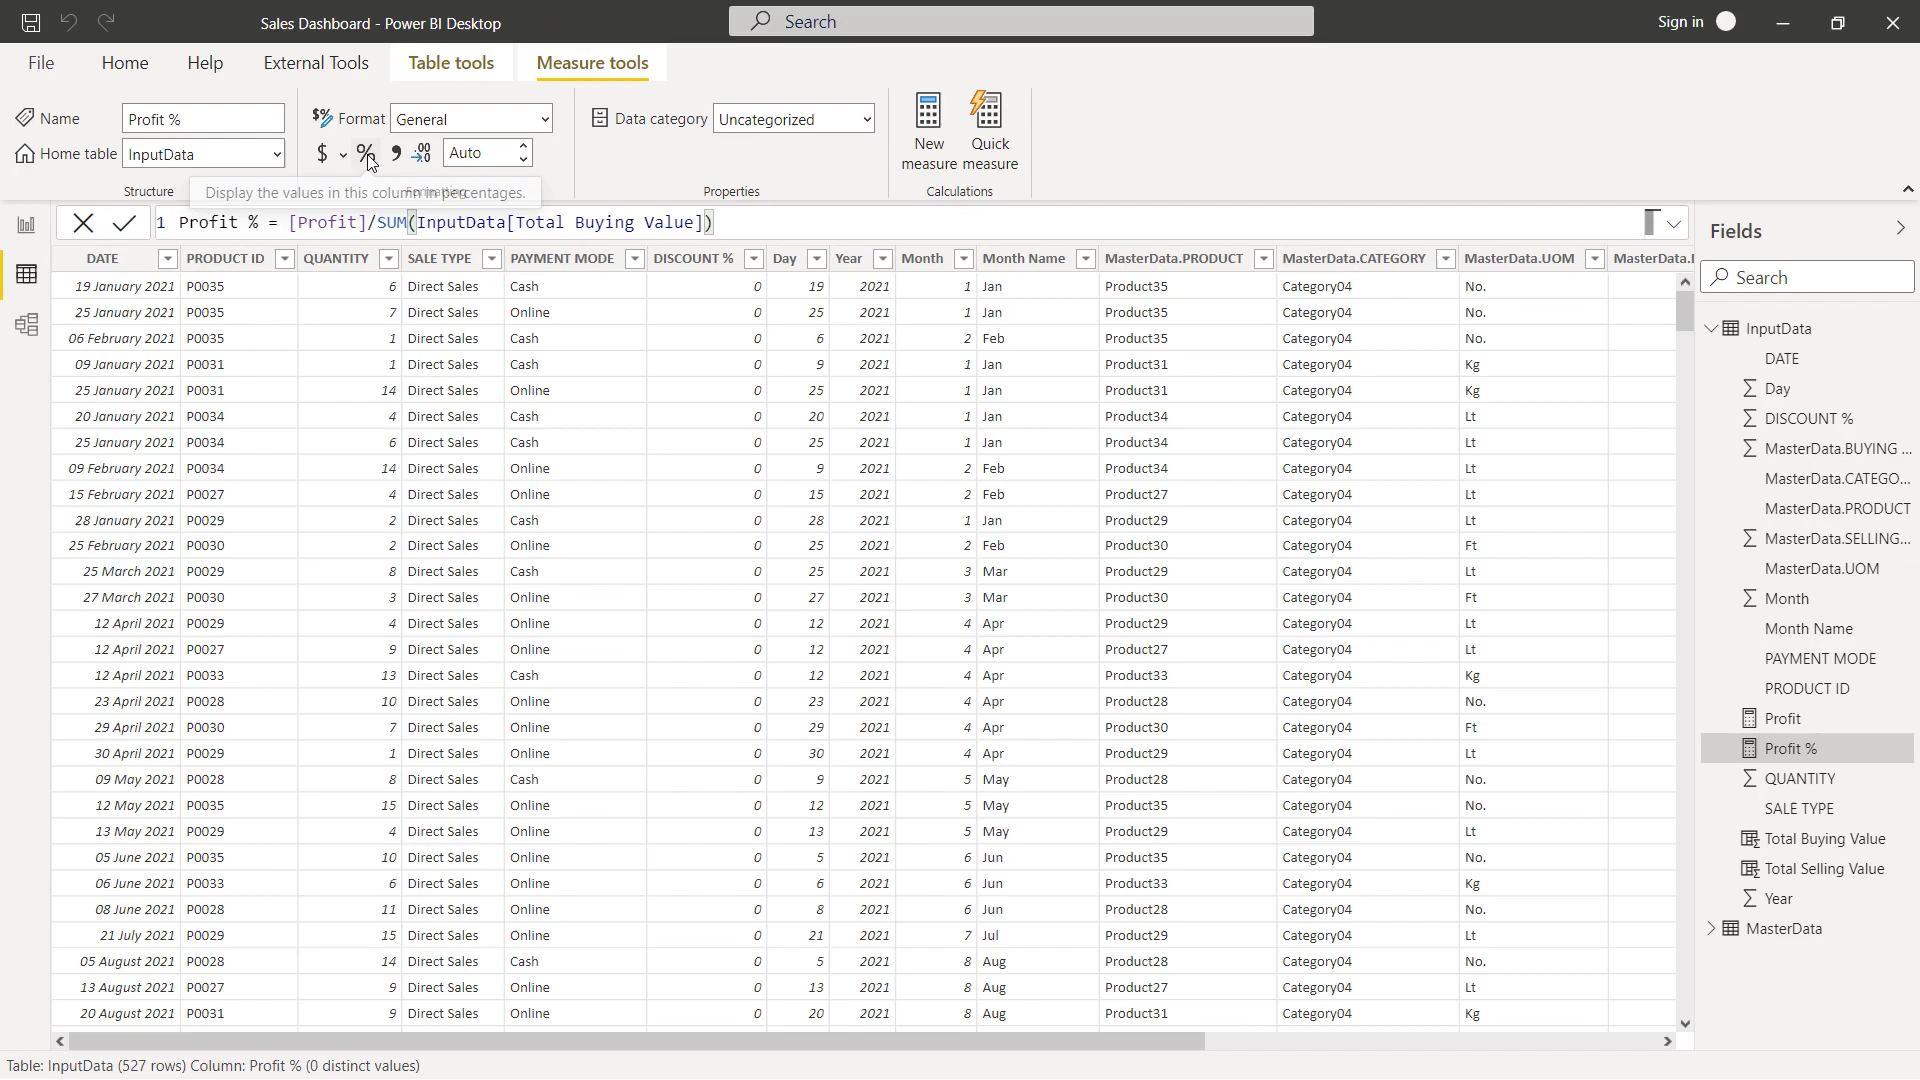 Sales Dashboard - Power BI Desktop
Search
Sign in
File Home Help External Tools Table tools Measure tools
Name Profit %
Home table InputData
Structure
Format General
$ % 9 .00 Auto
Display the values in this column in percentages.
Data category Uncategorized
Properties
New measure
Quick measure
Calculations
1 Profit % = [Profit]/SUM(InputData[Total Buying Value])
DATE PRODUCT ID QUANTITY SALE TYPE PAYMENT MODE DISCOUNT % Day Year Month Month Name MasterData.PRODUCT MasterData.CATEGORY MasterData.UOM MasterData.
19 January 2021 P0035 6 Direct Sales Cash 0 19 2021 1 Jan Product35 Category04 No.
25 January 2021 P0035 7 Direct Sales Online 0 25 2021 1 Jan Product35 Category04 No.
06 February 2021 P0035 1 Direct Sales Cash 0 6 2021 2 Feb Product35 Category04 No.
09 January 2021 P0031 1 Direct Sales Cash 0 9 2021 1 Jan Product31 Category04 Kg
25 January 2021 P0031 14 Direct Sales Online 0 25 2021 1 Jan Product31 Category04 Kg
20 January 2021 P0034 4 Direct Sales Cash 0 20 2021 1 Jan Product34 Category04 Lt
25 January 2021 P0034 6 Direct Sales Cash 0 25 2021 1 Jan Product34 Category04 Lt
09 February 2021 P0034 14 Direct Sales Online 0 9 2021 2 Feb Product34 Category04 Lt
15 February 2021 P0027 4 Direct Sales Online 0 15 2021 2 Feb Product27 Category04 Lt
28 January 2021 P0029 2 Direct Sales Cash 0 28 2021 1 Jan Product29 Category04 Lt
25 February 2021 P0030 2 Direct Sales Online 0 25 2021 2 Feb Product30 Category04 Ft
25 March 2021 P0029 8 Direct Sales Cash 0 25 2021 3 Mar Product29 Category04 Lt
27 March 2021 P0030 3 Direct Sales Online 0 27 2021 3 Mar Product30 Category04 Ft
12 April 2021 P0029 4 Direct Sales Online 0 12 2021 4 Apr Product29 Category04 Lt
12 April 2021 P0027 9 Direct Sales Online 0 12 2021 4 Apr Product27 Category04 Lt
12 April 2021 P0033 13 Direct Sales Cash 0 12 2021 4 Apr Product33 Category04 Kg
23 April 2021 P0028 10 Direct Sales Online 0 23 2021 4 Apr Product28 Category04 No.
29 April 2021 P0030 7 Direct Sales Online 0 29 2021 4 Apr Product30 Category04 Ft
30 April 2021 P0029 1 Direct Sales Online 0 30 2021 4 Apr Product29 Category04 Lt
09 May 2021 P0028 8 Direct Sales Cash 0 9 2021 5 May Product28 Category04 No.
12 May 2021 P0035 15 Direct Sales Online 0 12 2021 5 May Product35 Category04 No.
13 May 2021 P0029 4 Direct Sales Online 0 13 2021 5 May Product29 Category04 Lt
05 June 2021 P0035 10 Direct Sales Online 0 5 2021 6 Jun Product35 Category04 No.
06 June 2021 P0033 6 Direct Sales Online 0 6 2021 6 Jun Product33 Category04 Kg
08 June 2021 P0028 11 Direct Sales Online 0 8 2021 6 Jun Product28 Category04 No.
21 July 2021 P0029 15 Direct Sales Online 0 21 2021 7 Jul Product29 Category04 Lt
05 August 2021 P0028 14 Direct Sales Cash 0 5 2021 8 Aug Product28 Category04 No.
13 August 2021 P0027 9 Direct Sales Online 0 13 2021 8 Aug Product27 Category04 Lt
20 August 2021 P0031 9 Direct Sales Online 0 20 2021 8 Aug Product31 Category04 Kg
Fields
Search
InputData
DATE
Day
DISCOUNT %
MasterData.BUYING ...
MasterData.CATEGO...
MasterData.PRODUCT
MasterData.SELLING...
MasterData.UOM
Month
Month Name
PAYMENT MODE
PRODUCT ID
Profit
Profit %
QUANTITY
SALE TYPE
Total Buying Value
Total Selling Value
Year
MasterData
Table: InputData (527 rows) Column: Profit % (0 distinct values)